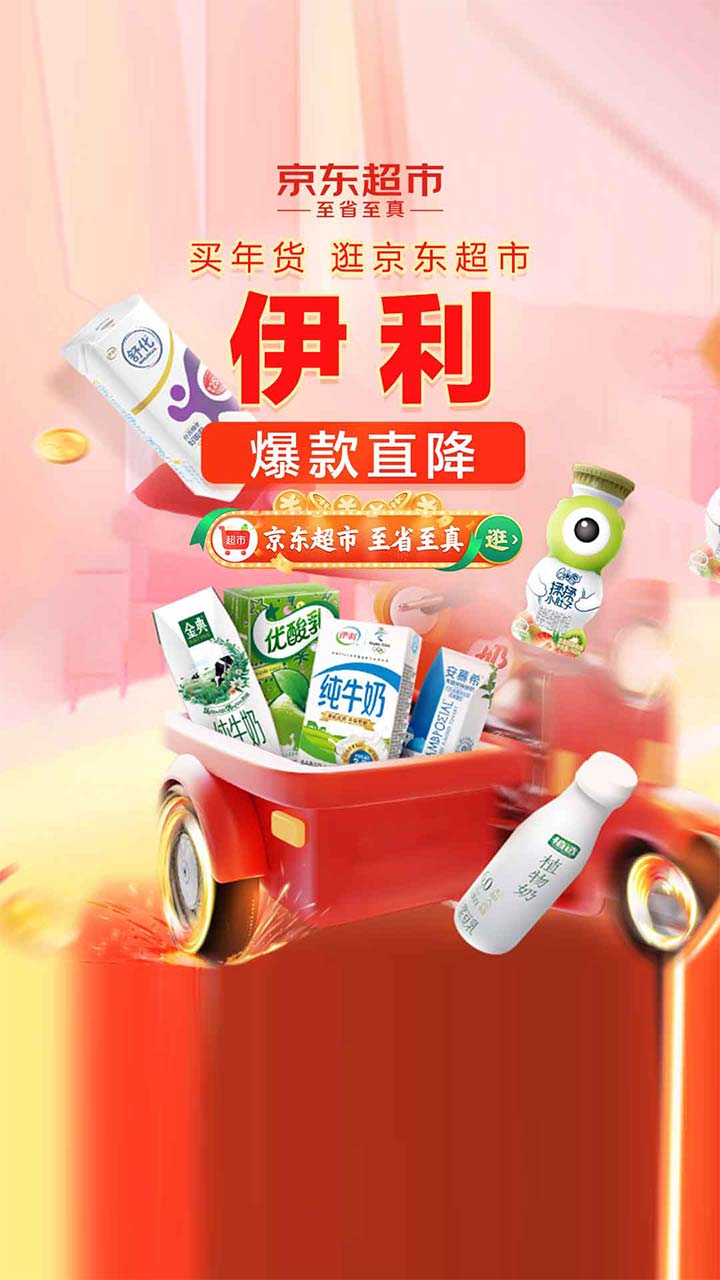 京东超市
至省至真
买年货 逛京东超市
伊利
爆款直降
超市 京东超市 至省至真 逛
舒化
金典
纯牛奶
优酸乳
伊利
纯牛奶
安慕希
AMBROSIAL
植物奶